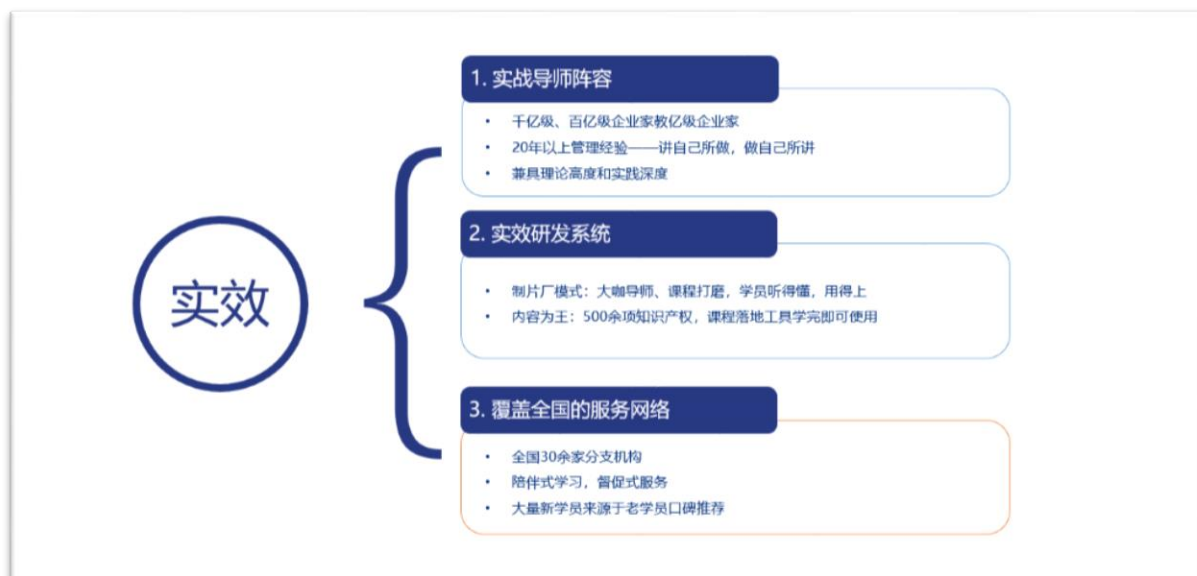 实效
1. 实战导师阵容
• 千亿级、百亿级企业家教亿级企业家
• 20年以上管理经验——讲自己所做，做自己所讲
• 兼具理论高度和实践深度
2. 实效研发系统
• 制片厂模式：大咖导师、课程打磨，学员听得懂，用得上
• 内容为王：500余项知识产权，课程落地工具学完即可使用
3. 覆盖全国的服务网络
• 全国30余家分支机构
• 陪伴式学习，督促式服务
• 大量新学员来源于老学员口碑推荐